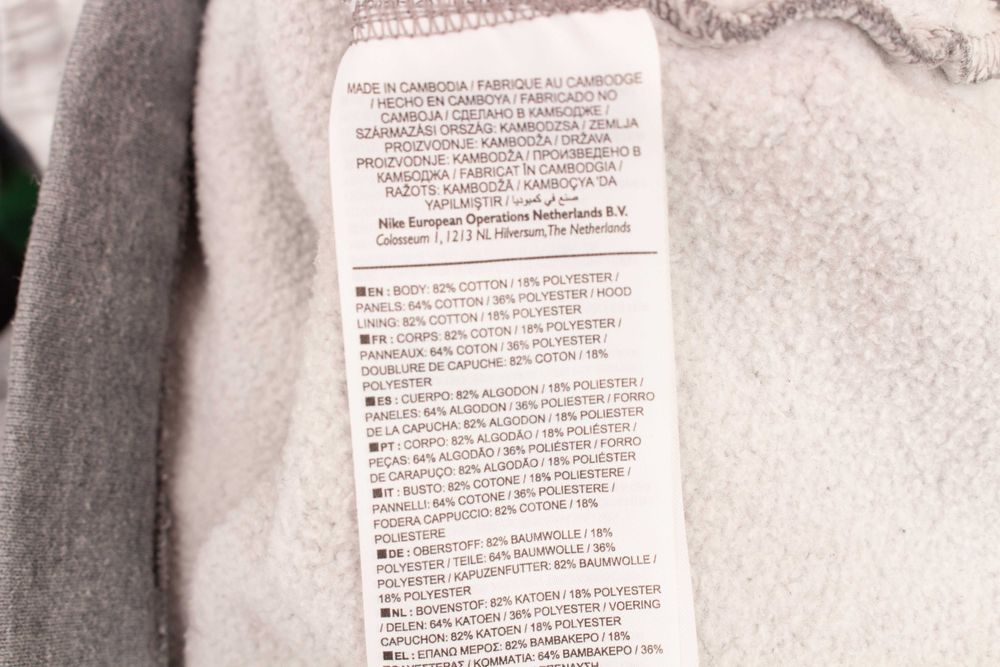 MADE IN CAMBODIA / FABRIQUE AU CAMBODGE
/ HECHO EN CAMBOYA / FABRICADO NO
CAMBOJA / СДЕЛАНО В КАМБОДЖЕ /
SZÁRMAZÁSI ORSZÁG: KAMBODZSA / ZEMLJA
PROIZVODNJE: KAMBODŽA / DRŽAVA
PROIZVODNJE: KAMBODŽA / ПРОИЗВЕДЕНО В
КАМБОДЖА / FABRICAT ÎN CAMBODGIA /
RAŽOTS: KAMBODŽĀ / KAMBOÇYA 'DA
YAPILMIŞTIR / صنع في كمبوديا
Nike European Operations Netherlands B.V.
Colosseum 1, 1213 NL Hilversum, The Netherlands
EN : BODY: 82% COTTON / 18% POLYESTER /
PANELS: 64% COTTON / 36% POLYESTER / HOOD
LINING: 82% COTTON / 18% POLYESTER
FR : CORPS: 82% COTON / 18% POLYESTER /
PANNEAUX: 64% COTON / 36% POLYESTER /
DOUBLURE DE CAPUCHE: 82% COTON / 18%
POLYESTER
ES : CUERPO: 82% ALGODON / 18% POLIESTER /
PANELES: 64% ALGODON / 36% POLIESTER / FORRO
DE LA CAPUCHA: 82% ALGODON / 18% POLIESTER
PT : CORPO: 82% ALGODÃO / 18% POLIÉSTER /
PEÇAS: 64% ALGODÃO / 36% POLIÉSTER / FORRO
DE CARAPUÇO: 82% ALGODÃO / 18% POLIÉSTER
IT : BUSTO: 82% COTONE / 18% POLIESTERE /
PANNELLI: 64% COTONE / 36% POLIESTERE /
FODERA CAPPUCCIO: 82% COTONE / 18%
POLIESTERE
DE : OBERSTOFF: 82% BAUMWOLLE / 18%
POLYESTER / TEILE: 64% BAUMWOLLE / 36%
POLYESTER / KAPUZENFUTTER: 82% BAUMWOLLE /
18% POLYESTER
NL : BOVENSTOF: 82% KATOEN / 18% POLYESTER
/ DELEN: 64% KATOEN / 36% POLYESTER / VOERING
CAPUCHON: 82% KATOEN / 18% POLYESTER
EL : ΕΠΑΝΩ ΜΕΡΟΣ: 82% ΒΑΜΒΑΚΕΡΟ / 18%
/ ΚΟΜΜΑΤΙΑ: 64% ΒΑΜΒΑΚΕΡΟ / 36%